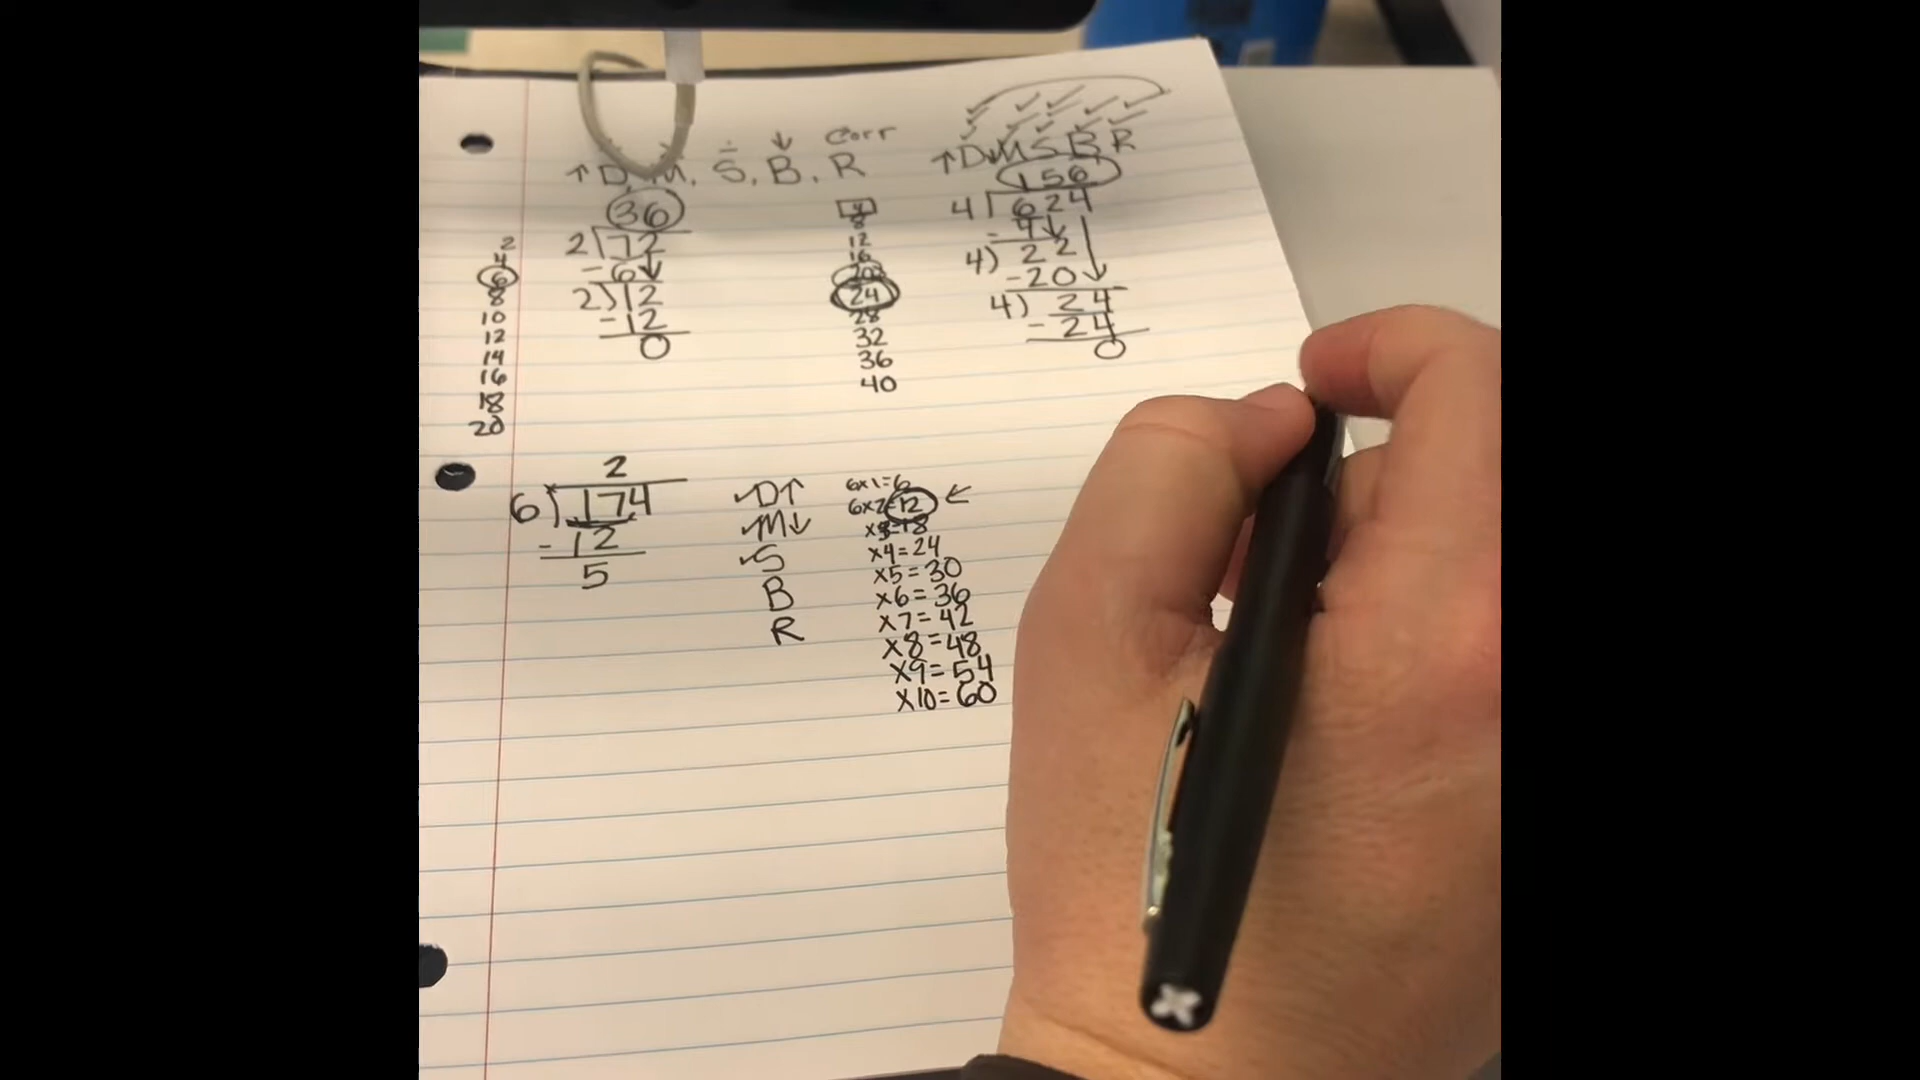 ↑ D, M, S, B, R
÷ ↓ Corr
36
2)72
-6↓
2)12
-12
0
2
4
6
8
10
12
14
16
18
20
4
8
12
16
20
24
28
32
36
40
↑DMSBR
156
4)624
-4↓
4)22
-20
4)24
-24
0
2
6)174
-12
5
✓D↑
✓M↓
✓S
B
R
6x1=6
6x2=12 ←
x3=18
x4=24
x5=30
x6=36
x7=42
x8=48
x9=54
x10=60